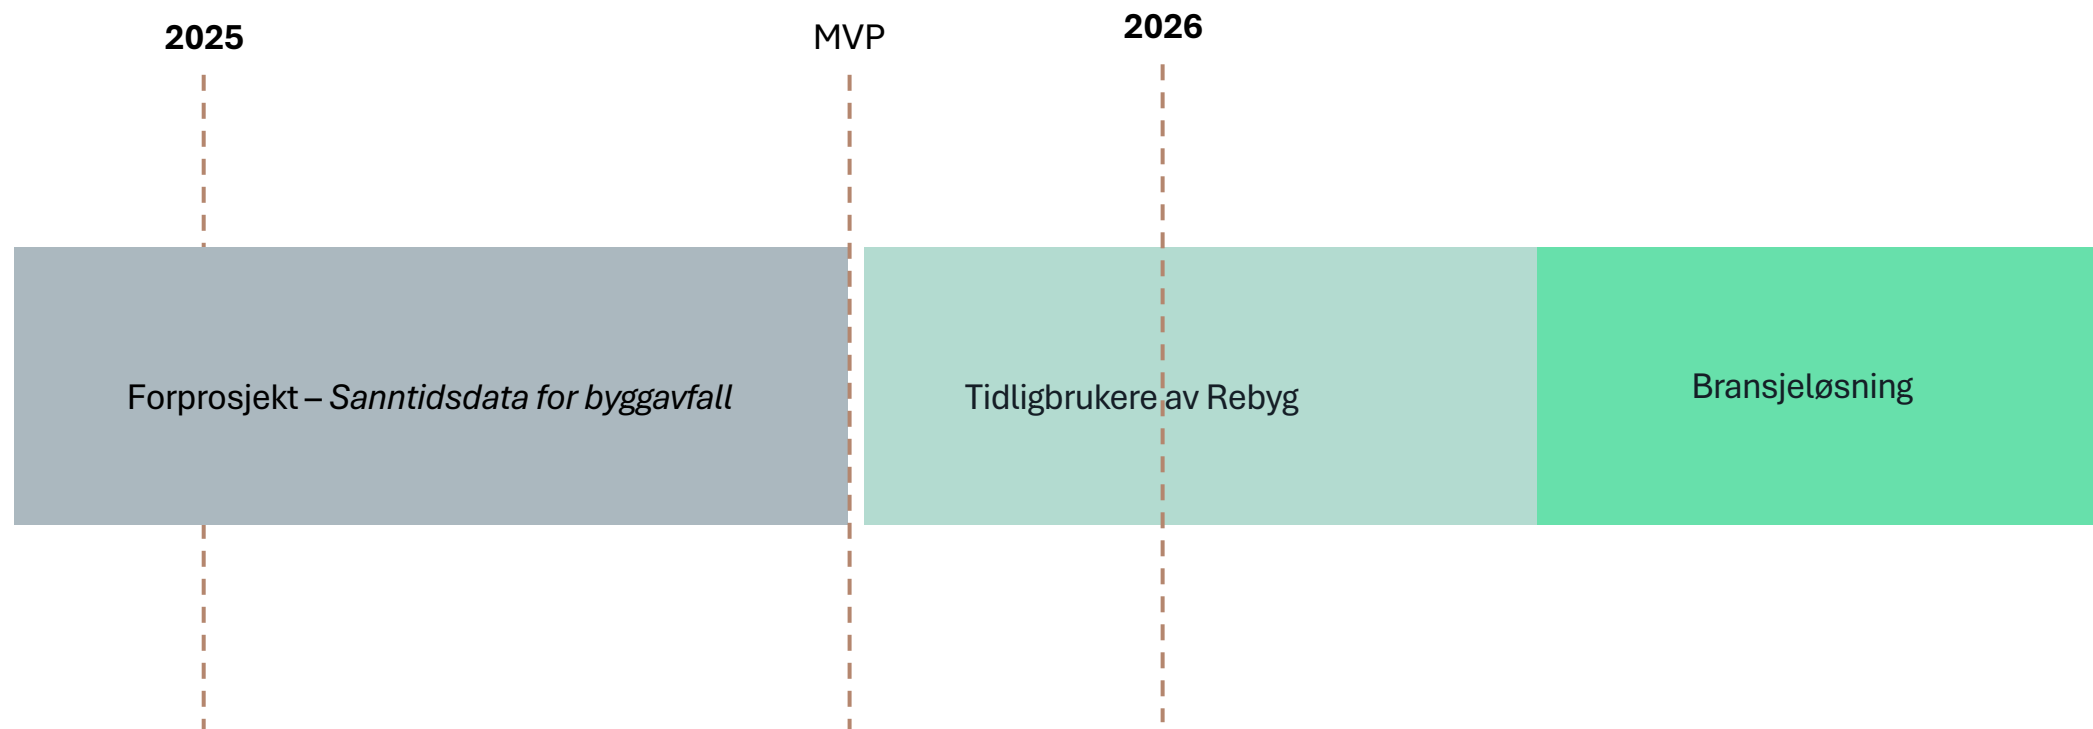 2025
MVP
2026
Forprosjekt – Sanntidsdata for byggavfall
Tidligbrukere av Rebyg
Bransjeløsning